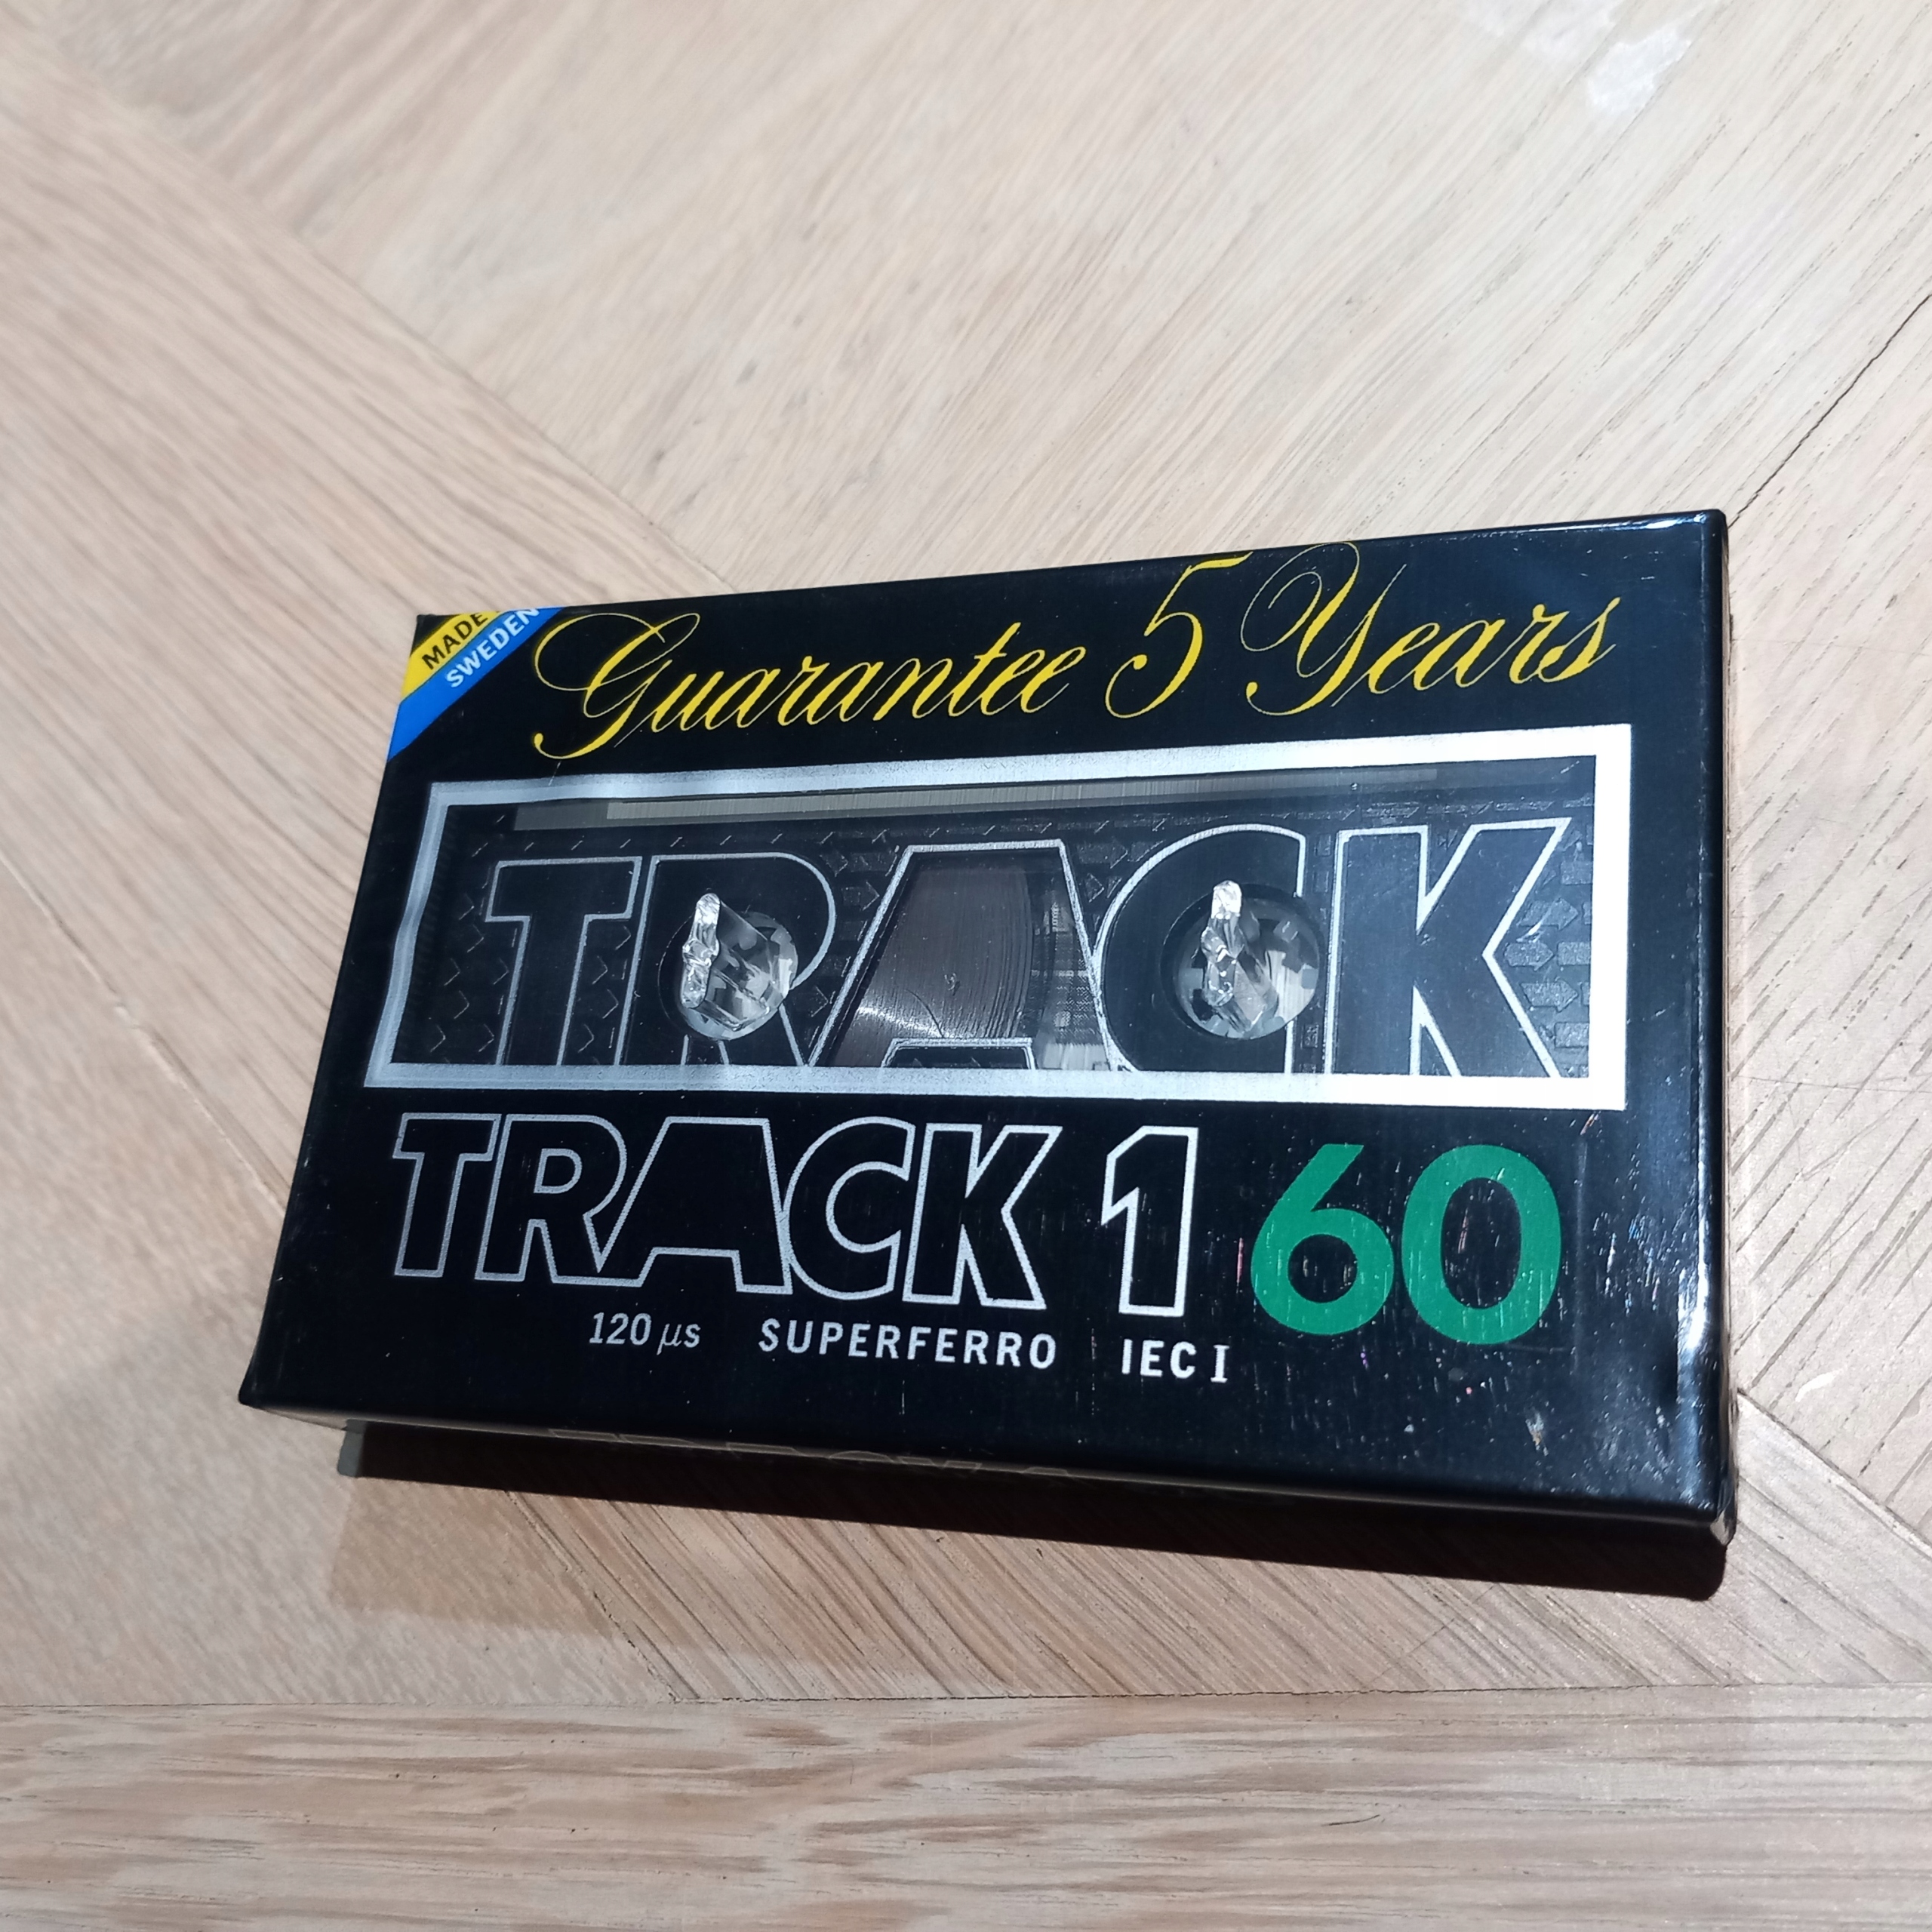 MADE
SWEDEN
Guarantee 5 Years
TRACK
TRACK 1 60
120 µs SUPERFERRO IEC I